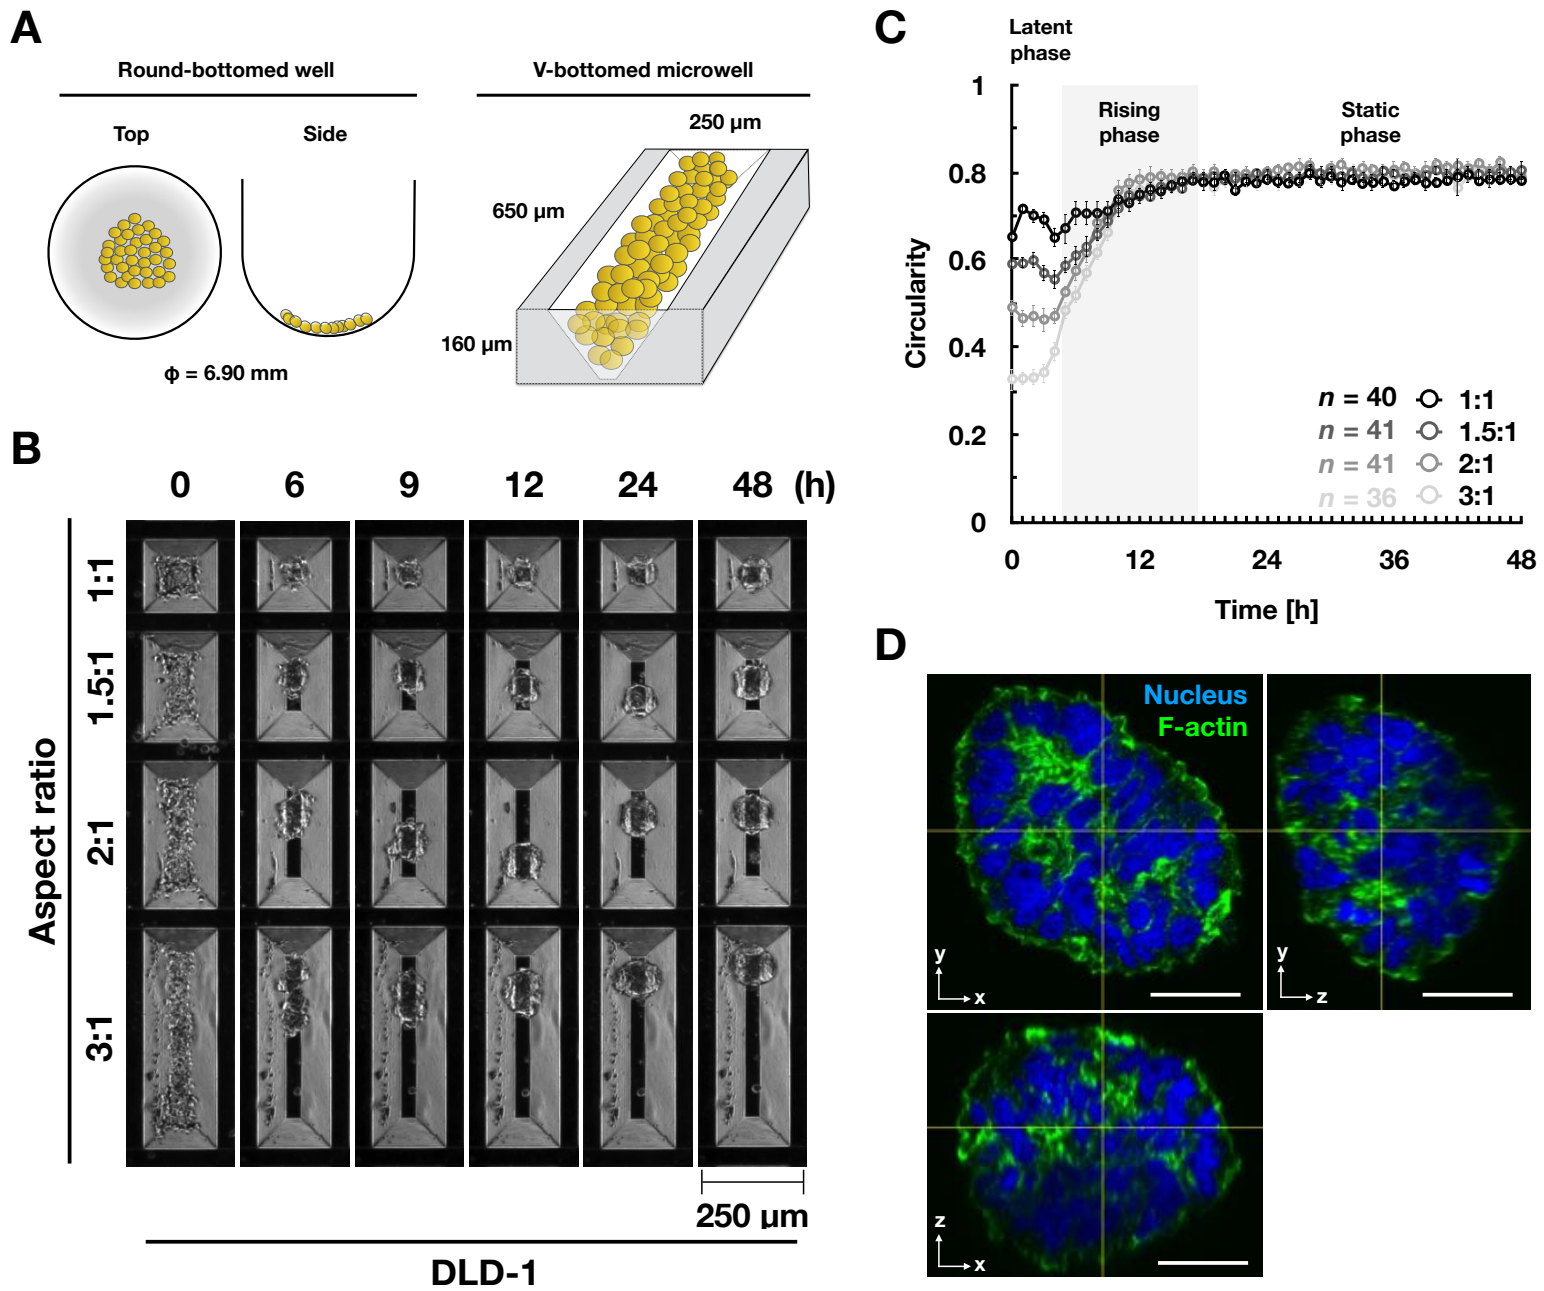 A
Round-bottomed well
V-bottomed microwell
Top
Side
250 µm
650 µm
160 µm
ϕ = 6.90 mm
B
0 6 9 12 24 48 (h)
Aspect ratio
1:1
1.5:1
2:1
3:1
250 µm
DLD-1
C
Latent
phase
Rising
phase
Static
phase
Circularity
1
0.8
0.6
0.4
0.2
0
n = 40 1:1
n = 41 1.5:1
n = 41 2:1
n = 36 3:1
0 12 24 36 48
Time [h]
D
Nucleus
F-actin
y
x
y
z
z
x